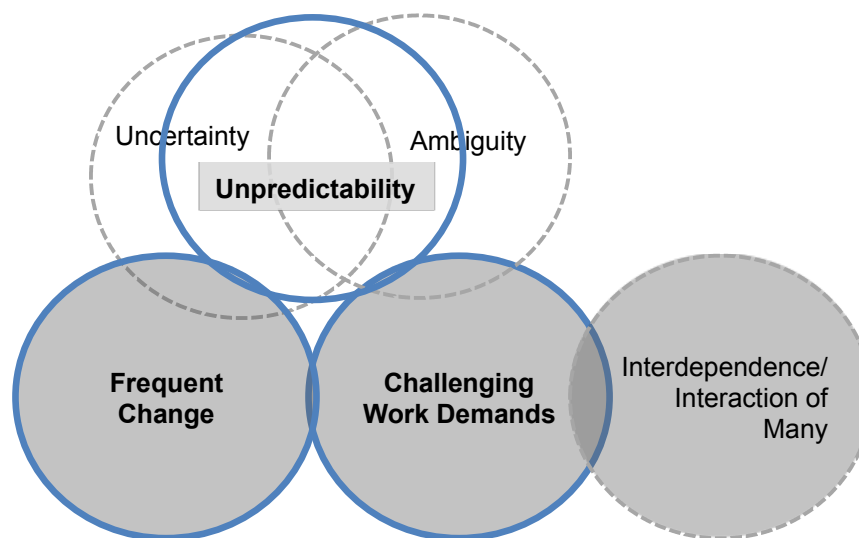 Uncertainty
Ambiguity
Unpredictability
Frequent
Change
Challenging
Work Demands
Interdependence/
Interaction of
Many